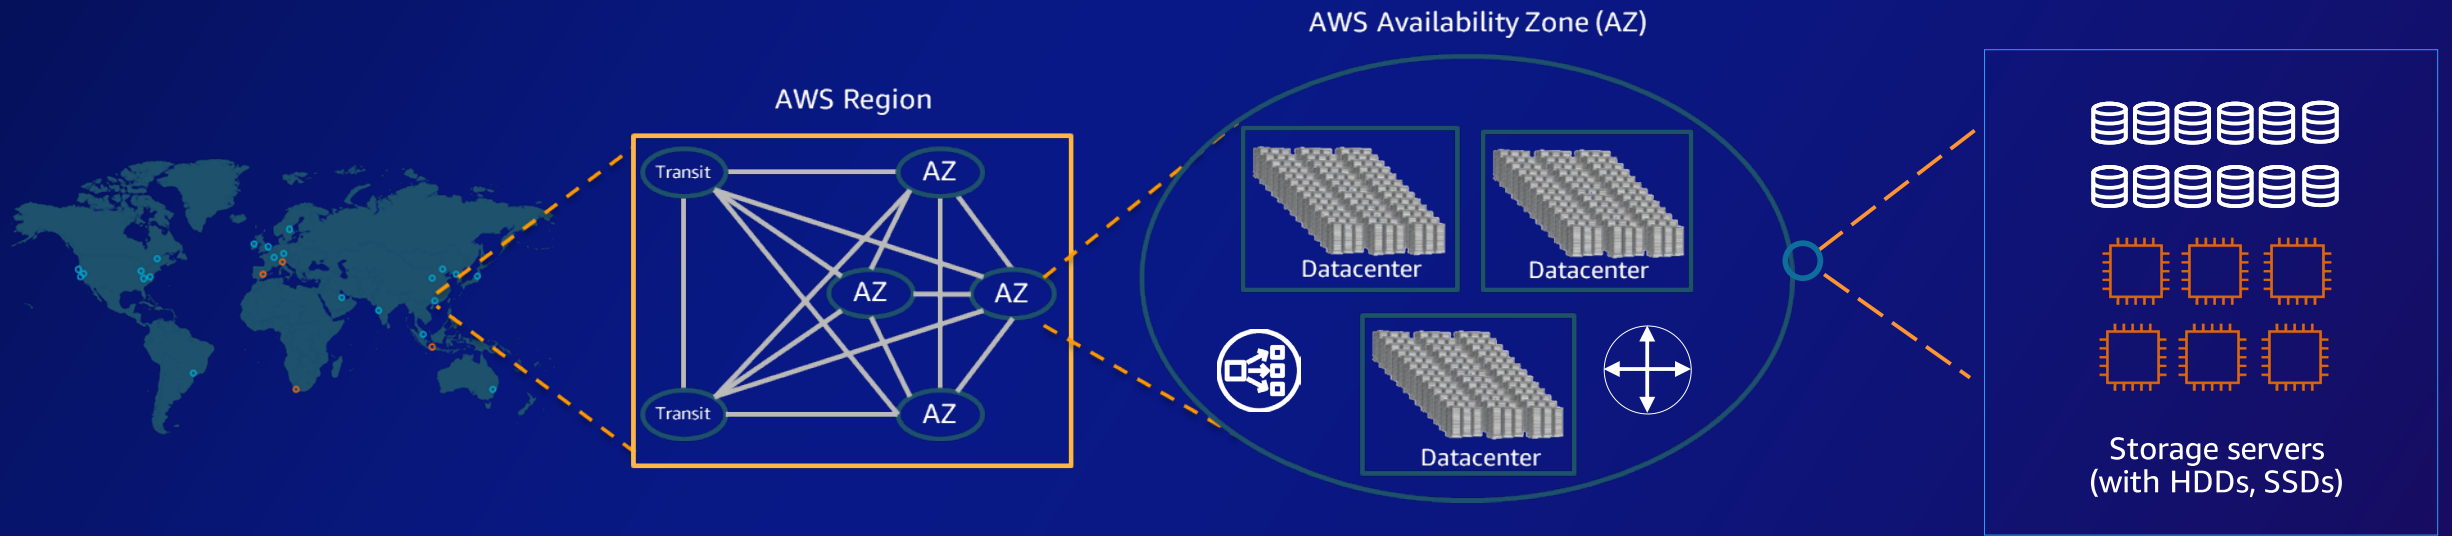 AWS Region
Transit
AZ
AZ
AZ
Transit
AZ
AWS Availability Zone (AZ)
Datacenter
Datacenter
Datacenter
Storage servers
(with HDDs, SSDs)